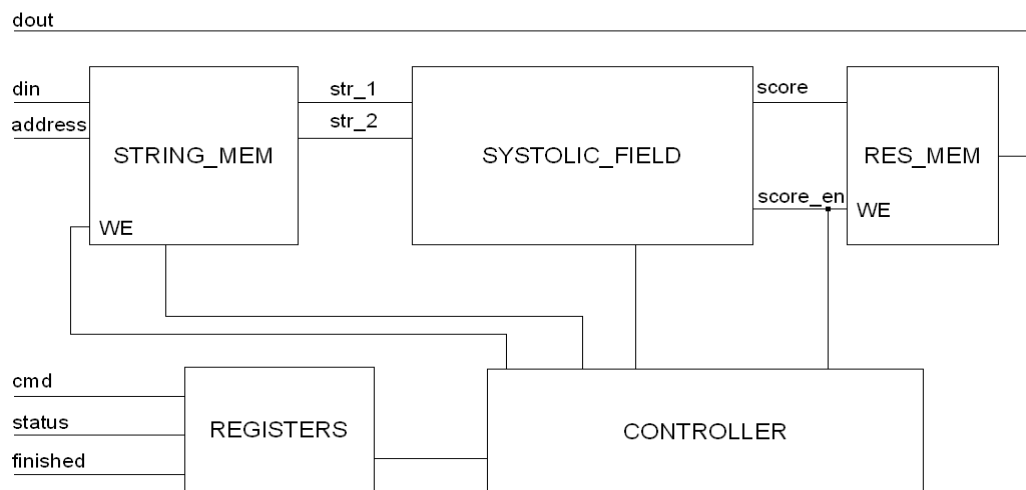 dout
din
address
STRING_MEM
WE
str_1
str_2
SYSTOLIC_FIELD
score
score_en
RES_MEM
WE
cmd
status
finished
REGISTERS
CONTROLLER